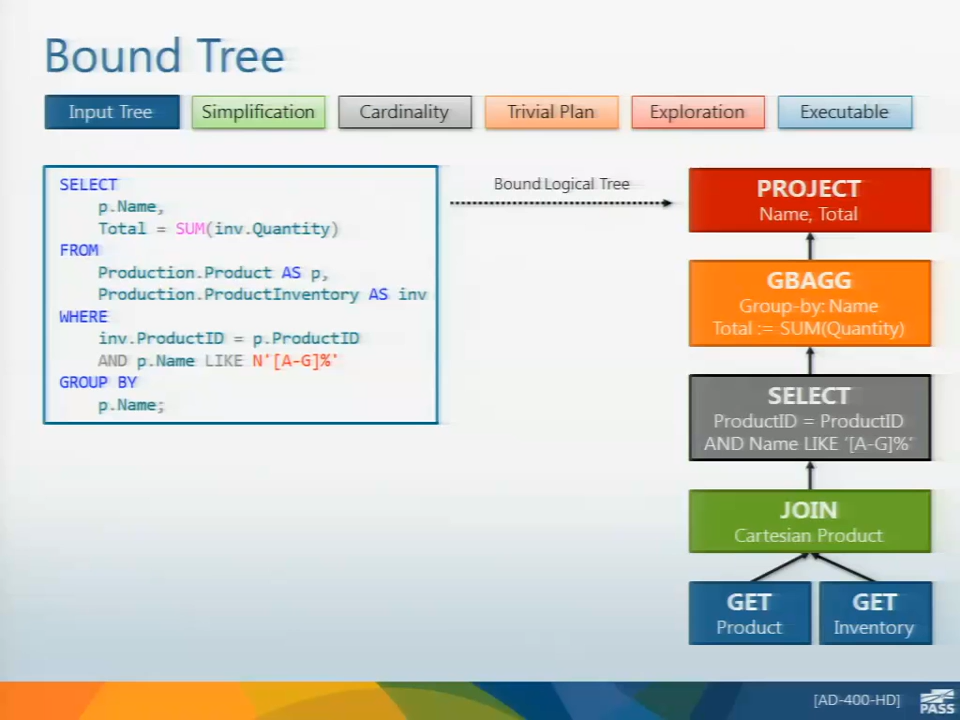 Bound Tree
Input Tree
Simplification
Cardinality
Trivial Plan
Exploration
Executable
SELECT
p.Name,
Total = SUM(inv.Quantity)
FROM
Production.Product AS p,
Production.ProductInventory AS inv
WHERE
inv.ProductID = p.ProductID
AND p.Name LIKE N'[A-G]%'
GROUP BY
p.Name;
Bound Logical Tree
PROJECT
Name, Total
GBAGG
Group-by: Name
Total := SUM(Quantity)
SELECT
ProductID = ProductID
AND Name LIKE '[A-G]%'
JOIN
Cartesian Product
GET
Product
GET
Inventory
[AD-400-HD]
PASS